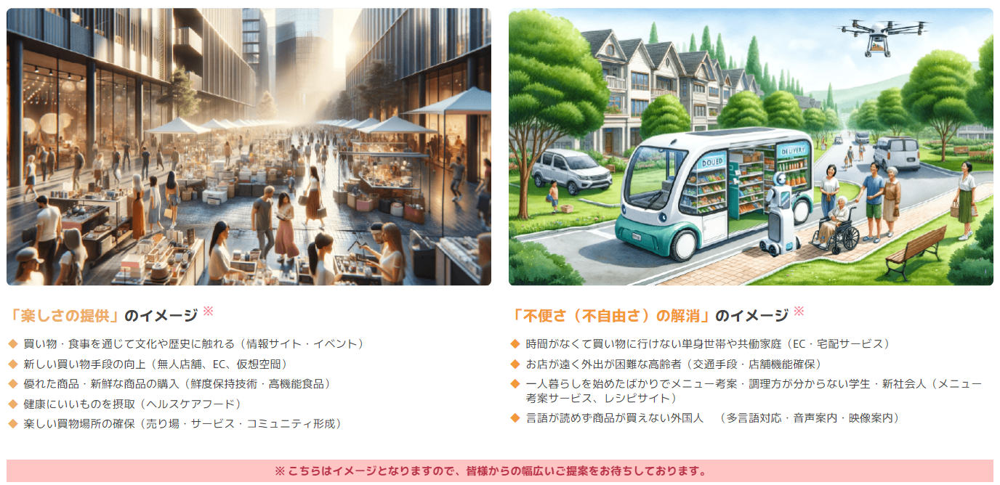 DOUED
DELIVERY
「楽しさの提供」のイメージ ※
◆ 買い物・食事を通じて文化や歴史に触れる（情報サイト・イベント）
◆ 新しい買い物手段の向上（無人店舗、EC、仮想空間）
◆ 優れた商品・新鮮な商品の購入（鮮度保持技術・高機能食品）
◆ 健康にいいものを摂取（ヘルスケアフード）
◆ 楽しい買物場所の確保（売り場・サービス・コミュニティ形成）
「不便さ（不自由さ）の解消」のイメージ ※
◆ 時間がなくて買い物に行けない単身世帯や共働家庭（EC・宅配サービス）
◆ お店が遠く外出が困難な高齢者（交通手段・店舗機能確保）
◆ 一人暮らしを始めたばかりでメニュー考案・調理方が分からない学生・新社会人（メニュー
考案サービス、レシピサイト）
◆ 言語が読めず商品が買えない外国人　（多言語対応・音声案内・映像案内）
※ こちらはイメージとなりますので、皆様からの幅広いご提案をお待ちしております。